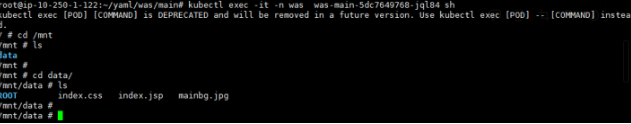 root@ip-10-250-1-122:~/yaml/was/main# kubectl exec -it -n was  was-main-5dc7649768-jql84 sh
kubectl exec [POD] [COMMAND] is DEPRECATED and will be removed in a future version. Use kubectl exec [POD] -- [COMMAND] instea
d.
/ # cd /mnt
/mnt # ls
data
/mnt #
/mnt # cd data/
/mnt/data # ls
ROOT       index.css   index.jsp   mainbg.jpg
/mnt/data #
/mnt/data #